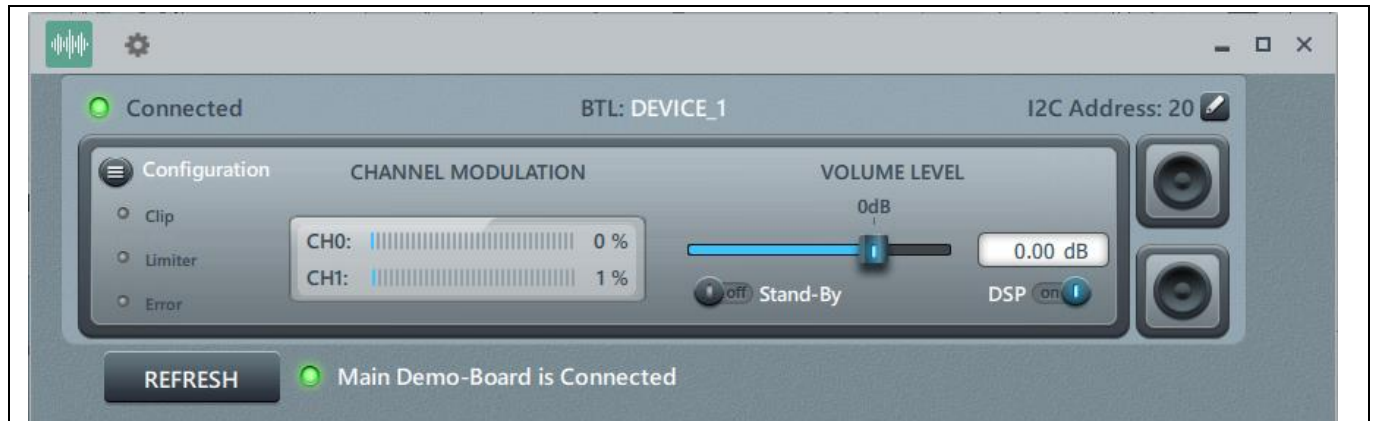 Connected
BTL: DEVICE_1
I2C Address: 20
Configuration
CHANNEL MODULATION
VOLUME LEVEL
Clip
0dB
CH0: 0 %
Limiter
0.00 dB
CH1: 1 %
off Stand-By
DSP on
Error
REFRESH
Main Demo-Board is Connected